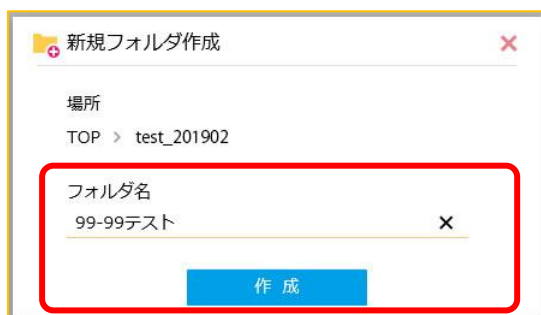 新規フォルダ作成
場所
TOP > test_201902
フォルダ名
99-99テスト
作 成